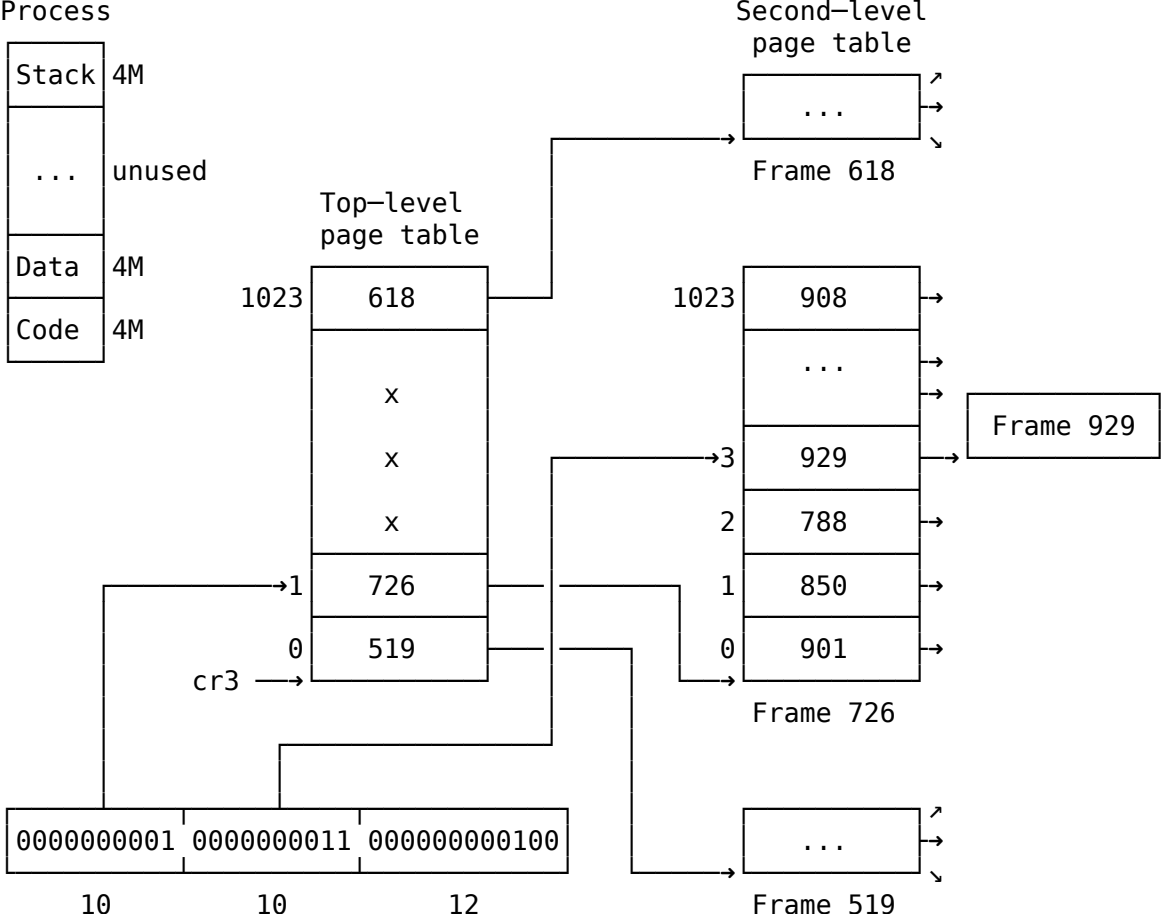 Process
Stack 4M
... unused
Data 4M
Code 4M
Top—level
page table
1023 618
x
x
x
1 726
0 519
cr3
Second—level
page table
...
Frame 618
1023 908
...
3 929
2 788
1 850
0 901
Frame 726
Frame 929
...
Frame 519
0000000001 0000000011 000000000100
10 10 12